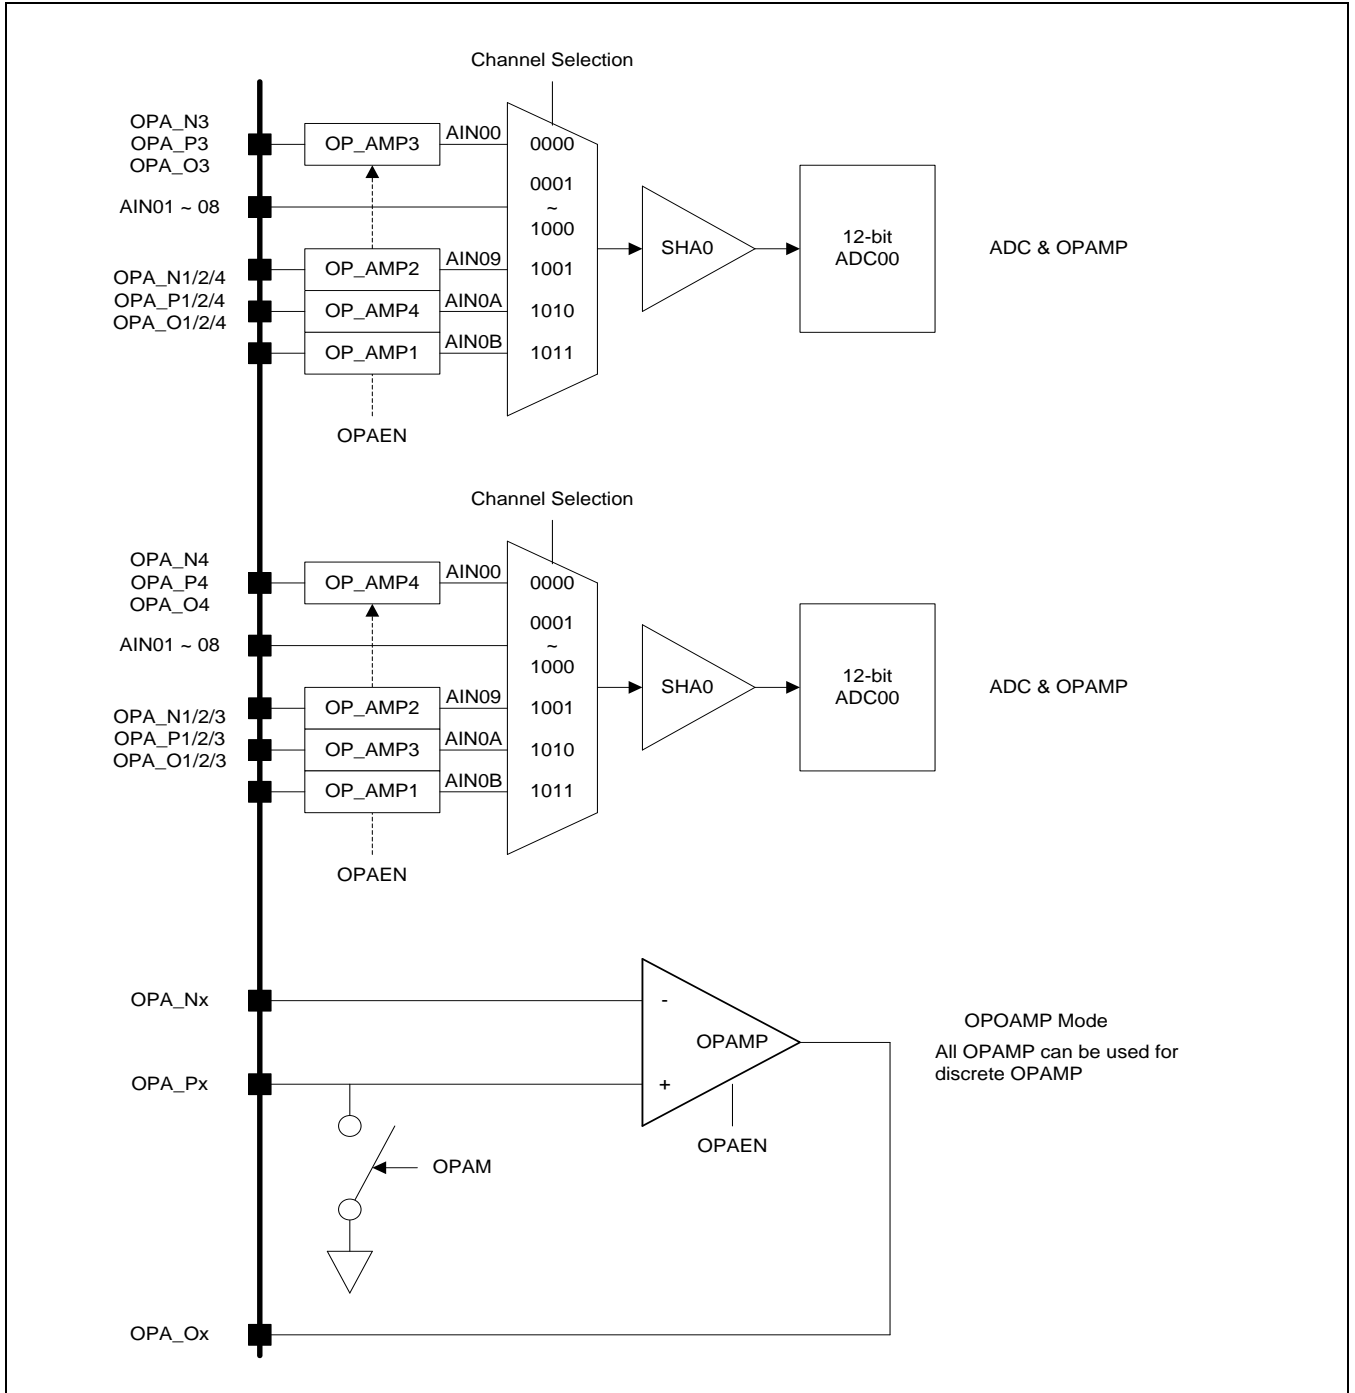 Channel Selection
OPA_N3
OPA_P3
OPA_O3
OP_AMP3
AIN00
0000
AIN01 ~ 08
0001
~
1000
OPA_N1/2/4
OPA_P1/2/4
OPA_O1/2/4
OP_AMP2
AIN09
1001
OP_AMP4
AIN0A
1010
OP_AMP1
AIN0B
1011
OPAEN
SHA0
12-bit
ADC00
ADC & OPAMP
Channel Selection
OPA_N4
OPA_P4
OPA_O4
OP_AMP4
AIN00
0000
AIN01 ~ 08
0001
~
1000
OPA_N1/2/3
OPA_P1/2/3
OPA_O1/2/3
OP_AMP2
AIN09
1001
OP_AMP3
AIN0A
1010
OP_AMP1
AIN0B
1011
OPAEN
SHA0
12-bit
ADC00
ADC & OPAMP
OPA_Nx
-
OPAMP
OPOAMP Mode
All OPAMP can be used for
discrete OPAMP
OPA_Px
+
OPAEN
OPAM
OPA_Ox